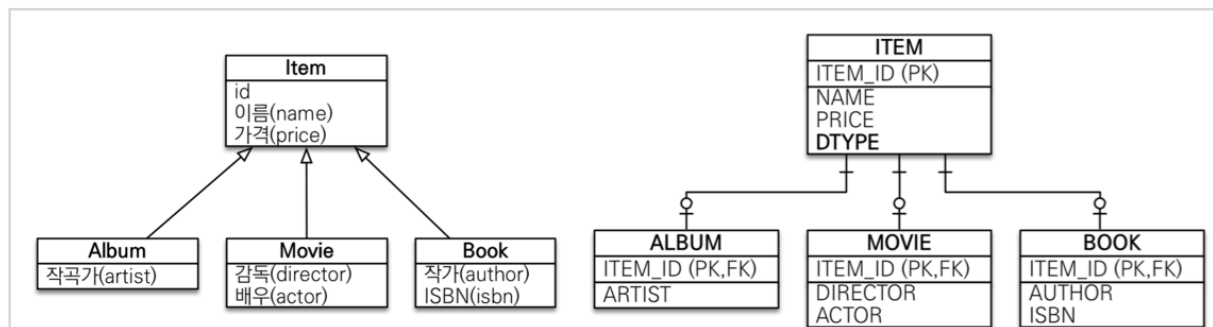 Item
id
이름(name)
가격(price)
Album
작곡가(artist)
Movie
감독(director)
배우(actor)
Book
작가(author)
ISBN(isbn)
ITEM
ITEM_ID (PK)
NAME
PRICE
DTYPE
ALBUM
ITEM_ID (PK,FK)
ARTIST
MOVIE
ITEM_ID (PK,FK)
DIRECTOR
ACTOR
BOOK
ITEM_ID (PK,FK)
AUTHOR
ISBN